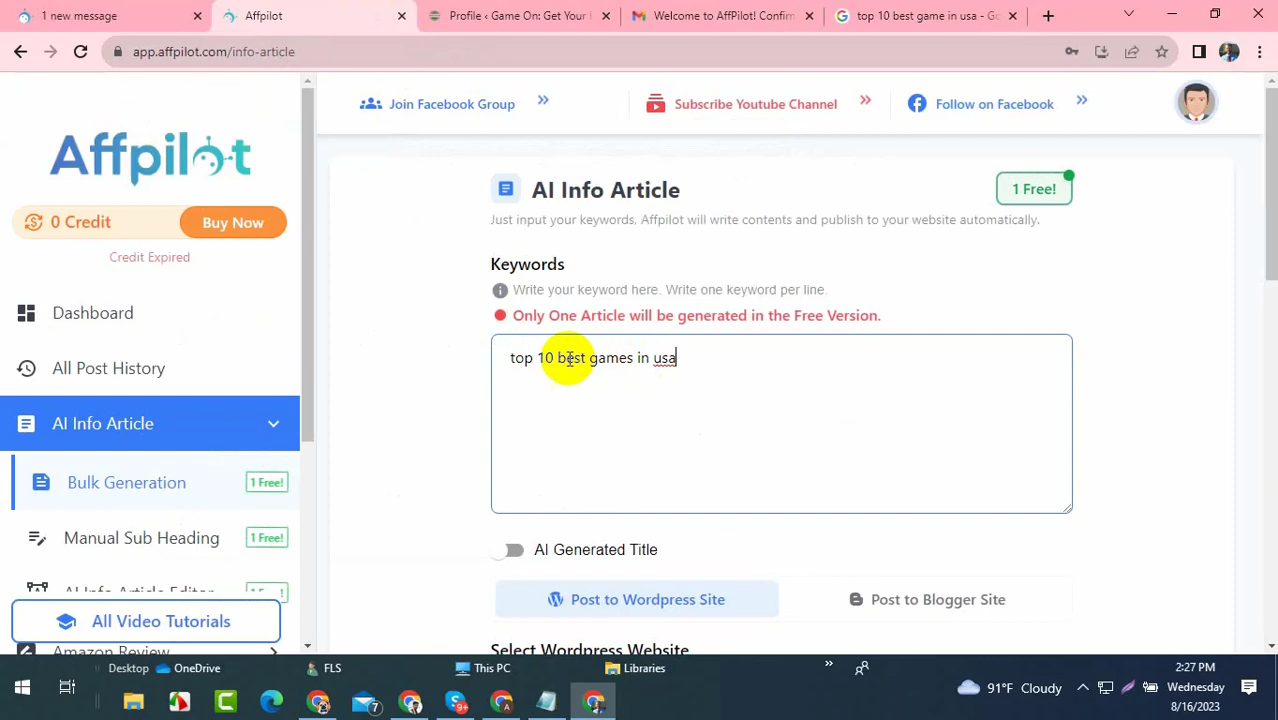 1 new message
Affpilot
Profile ‹ Game On: Get Your
Welcome to AffPilot! Confirm
top 10 best game in usa - Go
app.affpilot.com/info-article
Join Facebook Group
Subscribe Youtube Channel
Follow on Facebook
Affpilot
0 Credit
Buy Now
Credit Expired
Dashboard
All Post History
AI Info Article
Bulk Generation
1 Free!
Manual Sub Heading
1 Free!
AI Info Article Editor
All Video Tutorials
Amazon Review
AI Info Article
1 Free!
Just input your keywords. Affpilot will write contents and publish to your website automatically.
Keywords
Write your keyword here. Write one keyword per line.
Only One Article will be generated in the Free Version.
top 10 best games in usa
AI Generated Title
Post to Wordpress Site
Post to Blogger Site
Select Wordpress Website
Desktop
OneDrive
FLS
This PC
Libraries
7
91°F Cloudy
2:27 PM
Wednesday
8/16/2023